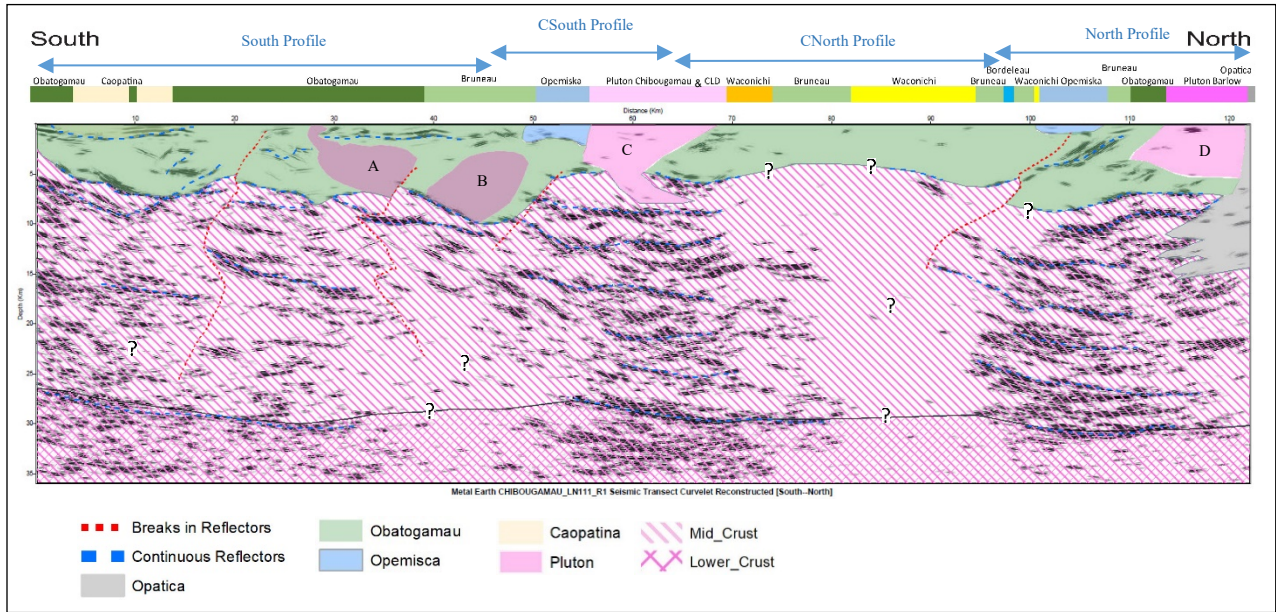 CSouth Profile
South
South Profile
CNorth Profile
North Profile
North
Obatogamau Caopatina Obatogamau Bruneau Opemiska Pluton Chibougamau & CLD Waconichi Bruneau Waconichi Bruneau Bordeleau Waconichi Opemiska Bruneau Obatogamau Pluton Barlow Opatica
Distance (Km)
10 20 30 40 50 60 70 80 90 100 110 120
Depth (Km)
5
10
15
20
25
30
35
A
B
C
D
? ?
?
?
? ?
? ?
Metal Earth CHIBOUGAMAU_LN111_R1 Seismic Transect Curvelet Reconstructed [South--North]
Breaks in Reflectors Obatogamau Caopatina Mid_Crust
Continuous Reflectors Opemisca Pluton Lower_Crust
Opatica